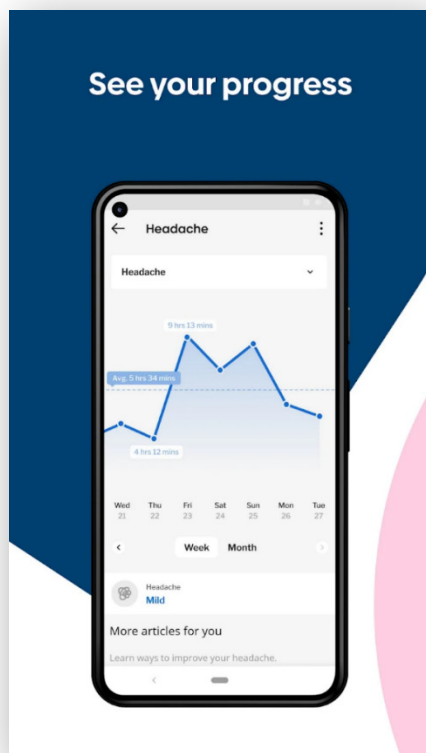 See your progress
Headache
Headache
9 hrs 13 mins
Avg. 5 hrs 34 mins
4 hrs 12 mins
Wed Thu Fri Sat Sun Mon Tue
21 22 23 24 25 26 27
Week Month
Headache
Mild
More articles for you
Learn ways to improve your headache.